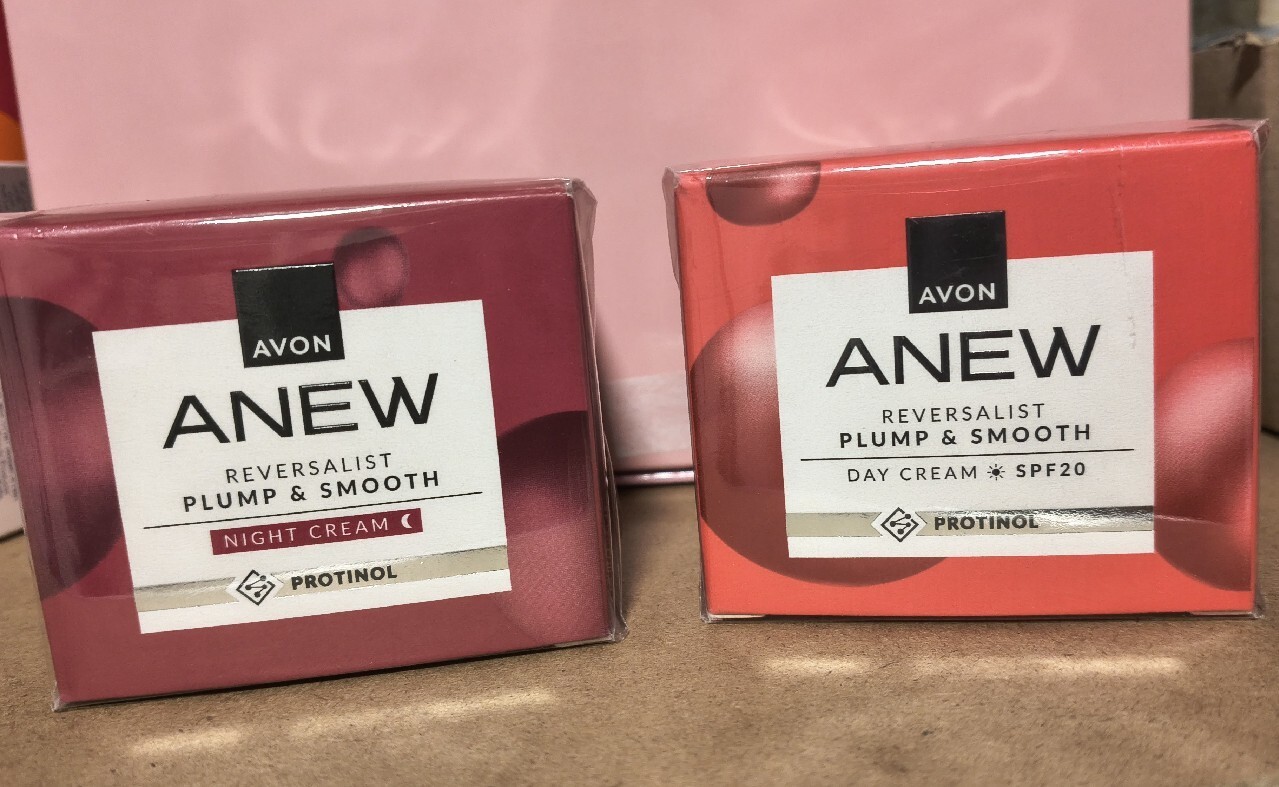 AVON
ANEW
REVERSALIST
PLUMP & SMOOTH
NIGHT CREAM
PROTINOL
AVON
ANEW
REVERSALIST
PLUMP & SMOOTH
DAY CREAM SPF20
PROTINOL